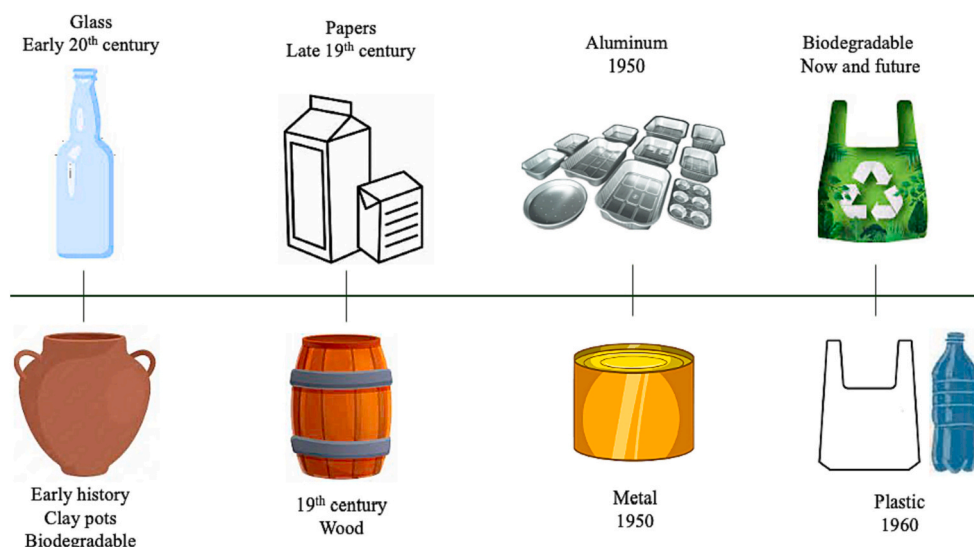 Glass
Early 20th century
Papers
Late 19th century
Aluminum
1950
Biodegradable
Now and future
Early history
Clay pots
Biodegradable
19th century
Wood
Metal
1950
Plastic
1960